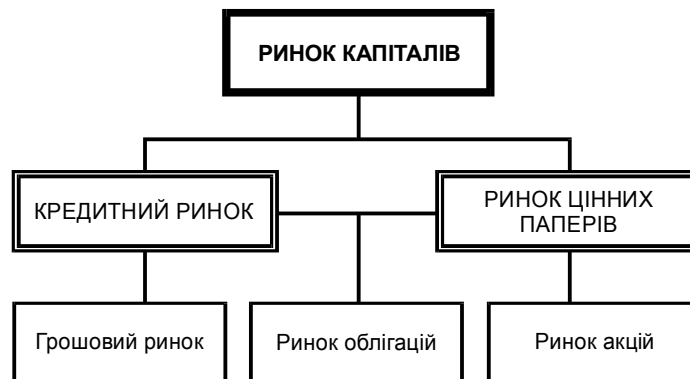 РИНОК КАПІТАЛІВ
КРЕДИТНИЙ РИНОК
РИНОК ЦІННИХ
ПАПЕРІВ
Грошовий ринок
Ринок облігацій
Ринок акцій